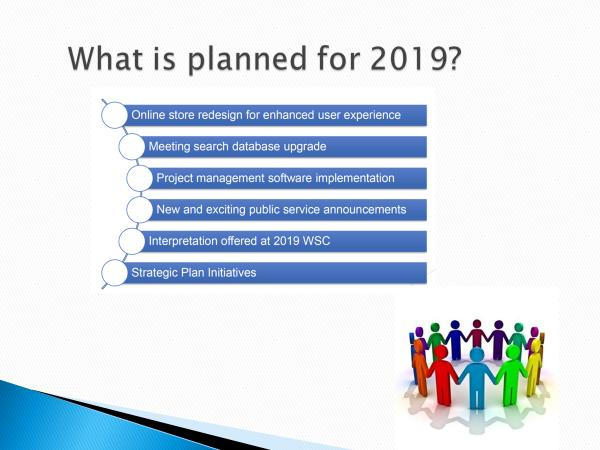 What is planned for 2019?
Online store redesign for enhanced user experience
Meeting search database upgrade
Project management software implementation
New and exciting public service announcements
Interpretation offered at 2019 WSC
Strategic Plan Initiatives